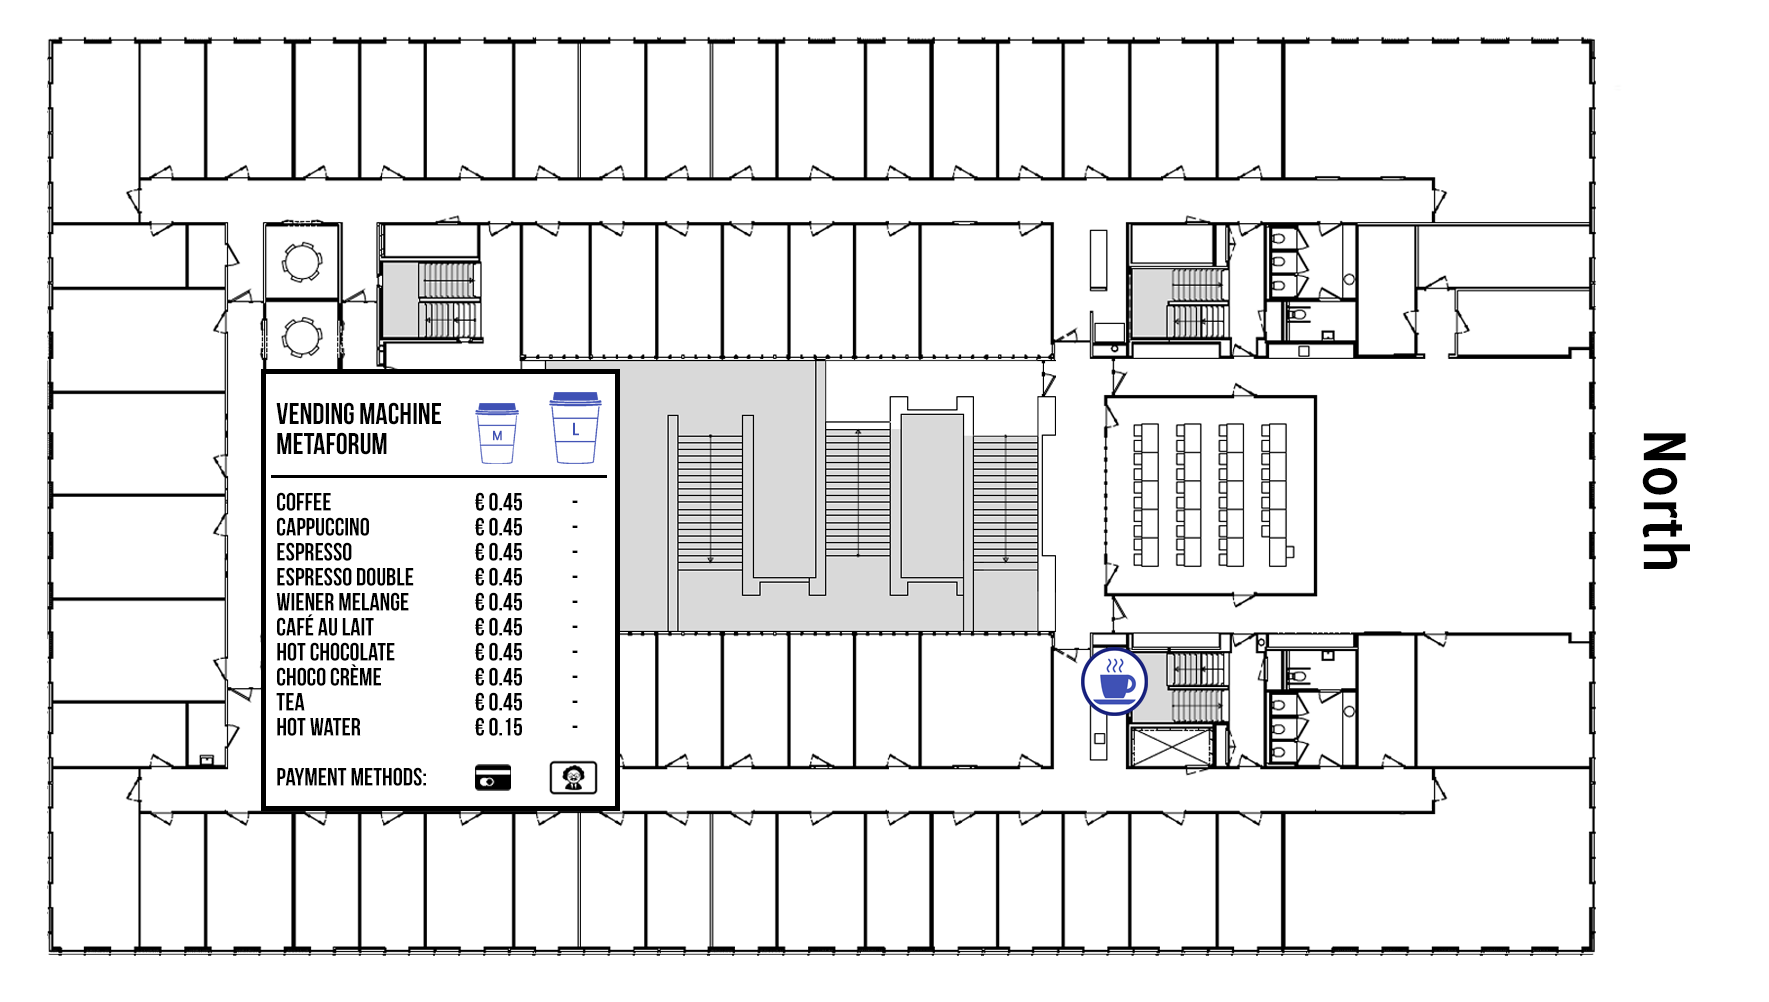 VENDING MACHINE
METAFORUM
M
L
COFFEE € 0.45 -
CAPPUCCINO € 0.45 -
ESPRESSO € 0.45 -
ESPRESSO DOUBLE € 0.45 -
WIENER MELANGE € 0.45 -
CAFÉ AU LAIT € 0.45 -
HOT CHOCOLATE € 0.45 -
CHOCO CRÈME € 0.45 -
TEA € 0.45 -
HOT WATER € 0.15 -
PAYMENT METHODS:
North